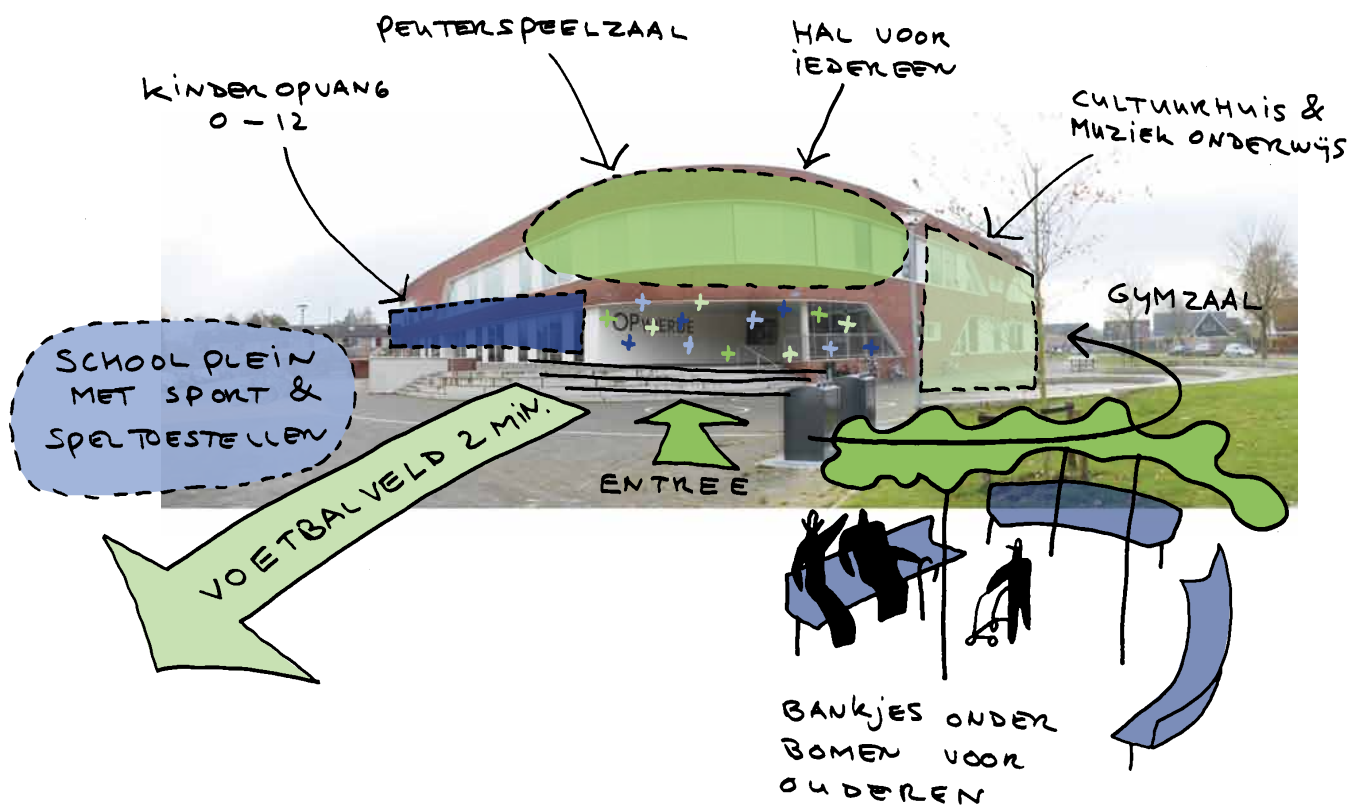 PEUTERSPEELZAAL
HAL VOOR
IEDEREEN
KINDEROPVANG
0 - 12
CULTUURHUIS &
MUZIEK ONDERWIJS
GYMZAAL
OPWIERDE
SCHOOLPLEIN
MET SPORT &
SPELTOESTELLEN
VOETBALVELD 2 MIN.
ENTREE
BANKJES ONDER
BOMEN VOOR
OUDEREN